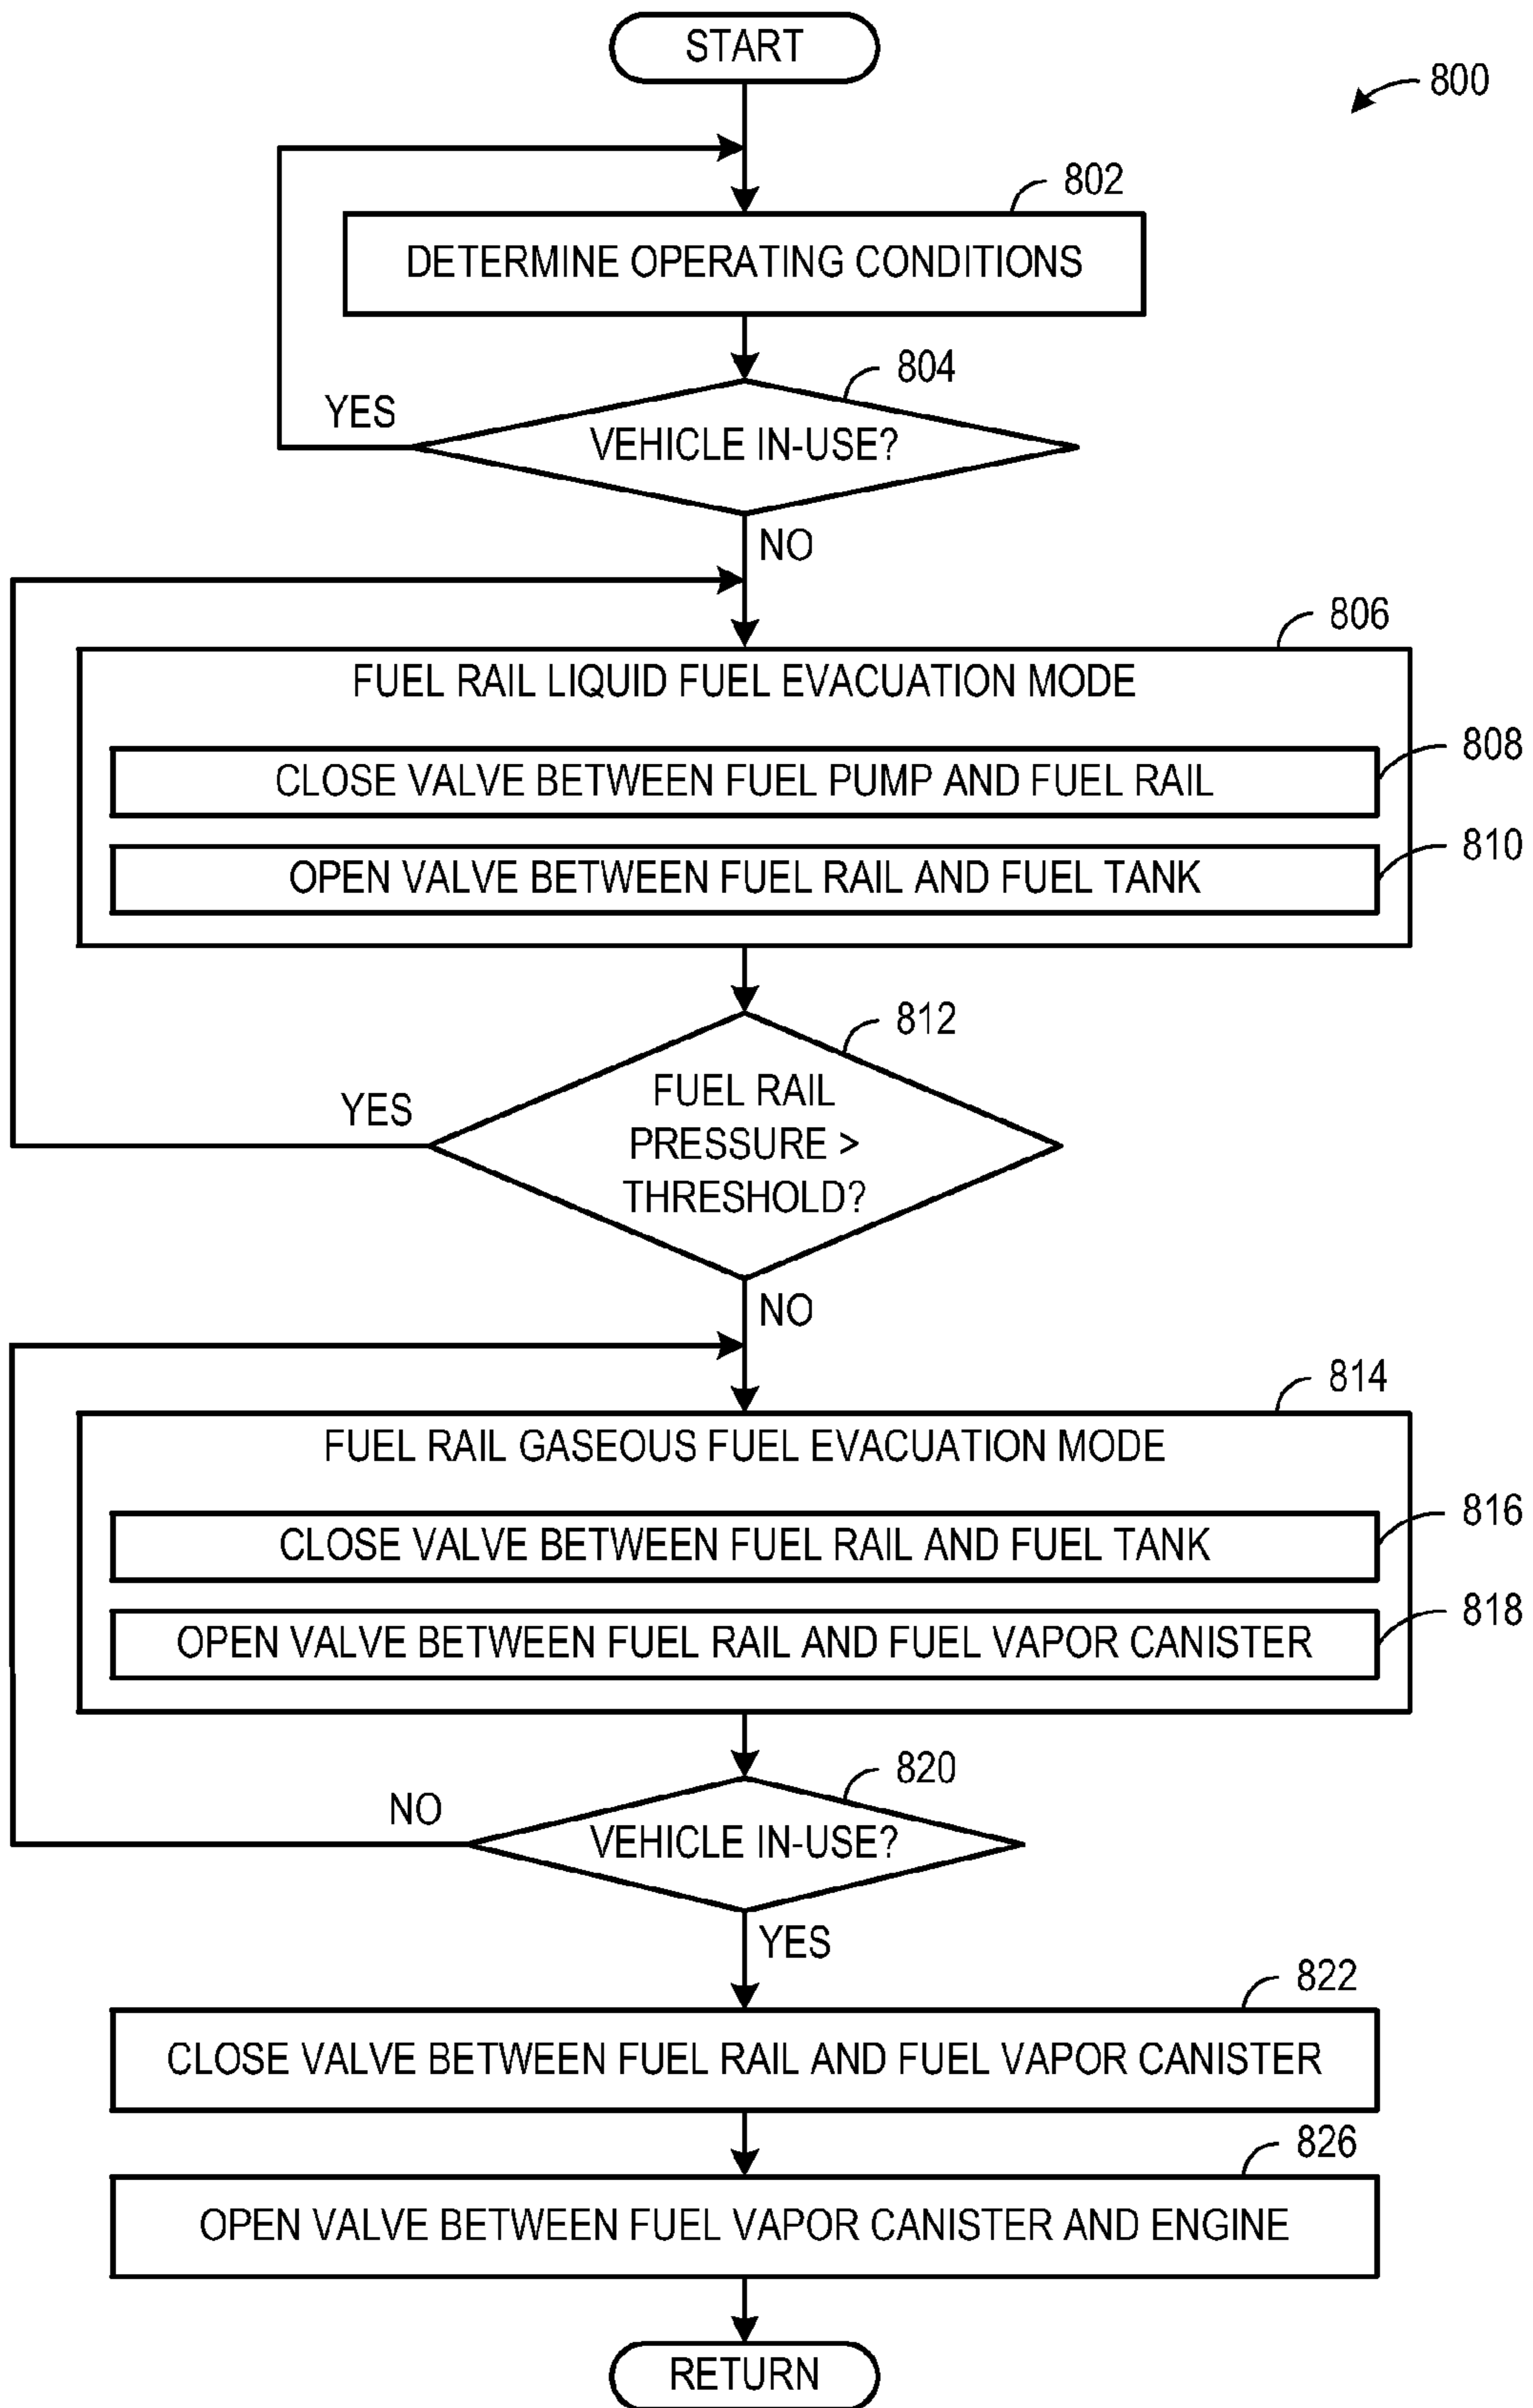 START
800
802
DETERMINE OPERATING CONDITIONS
804
YES
VEHICLE IN-USE?
NO
806
FUEL RAIL LIQUID FUEL EVACUATION MODE
808
CLOSE VALVE BETWEEN FUEL PUMP AND FUEL RAIL
810
OPEN VALVE BETWEEN FUEL RAIL AND FUEL TANK
812
YES
FUEL RAIL
PRESSURE >
THRESHOLD?
NO
814
FUEL RAIL GASEOUS FUEL EVACUATION MODE
816
CLOSE VALVE BETWEEN FUEL RAIL AND FUEL TANK
818
OPEN VALVE BETWEEN FUEL RAIL AND FUEL VAPOR CANISTER
820
NO
VEHICLE IN-USE?
YES
822
CLOSE VALVE BETWEEN FUEL RAIL AND FUEL VAPOR CANISTER
826
OPEN VALVE BETWEEN FUEL VAPOR CANISTER AND ENGINE
RETURN